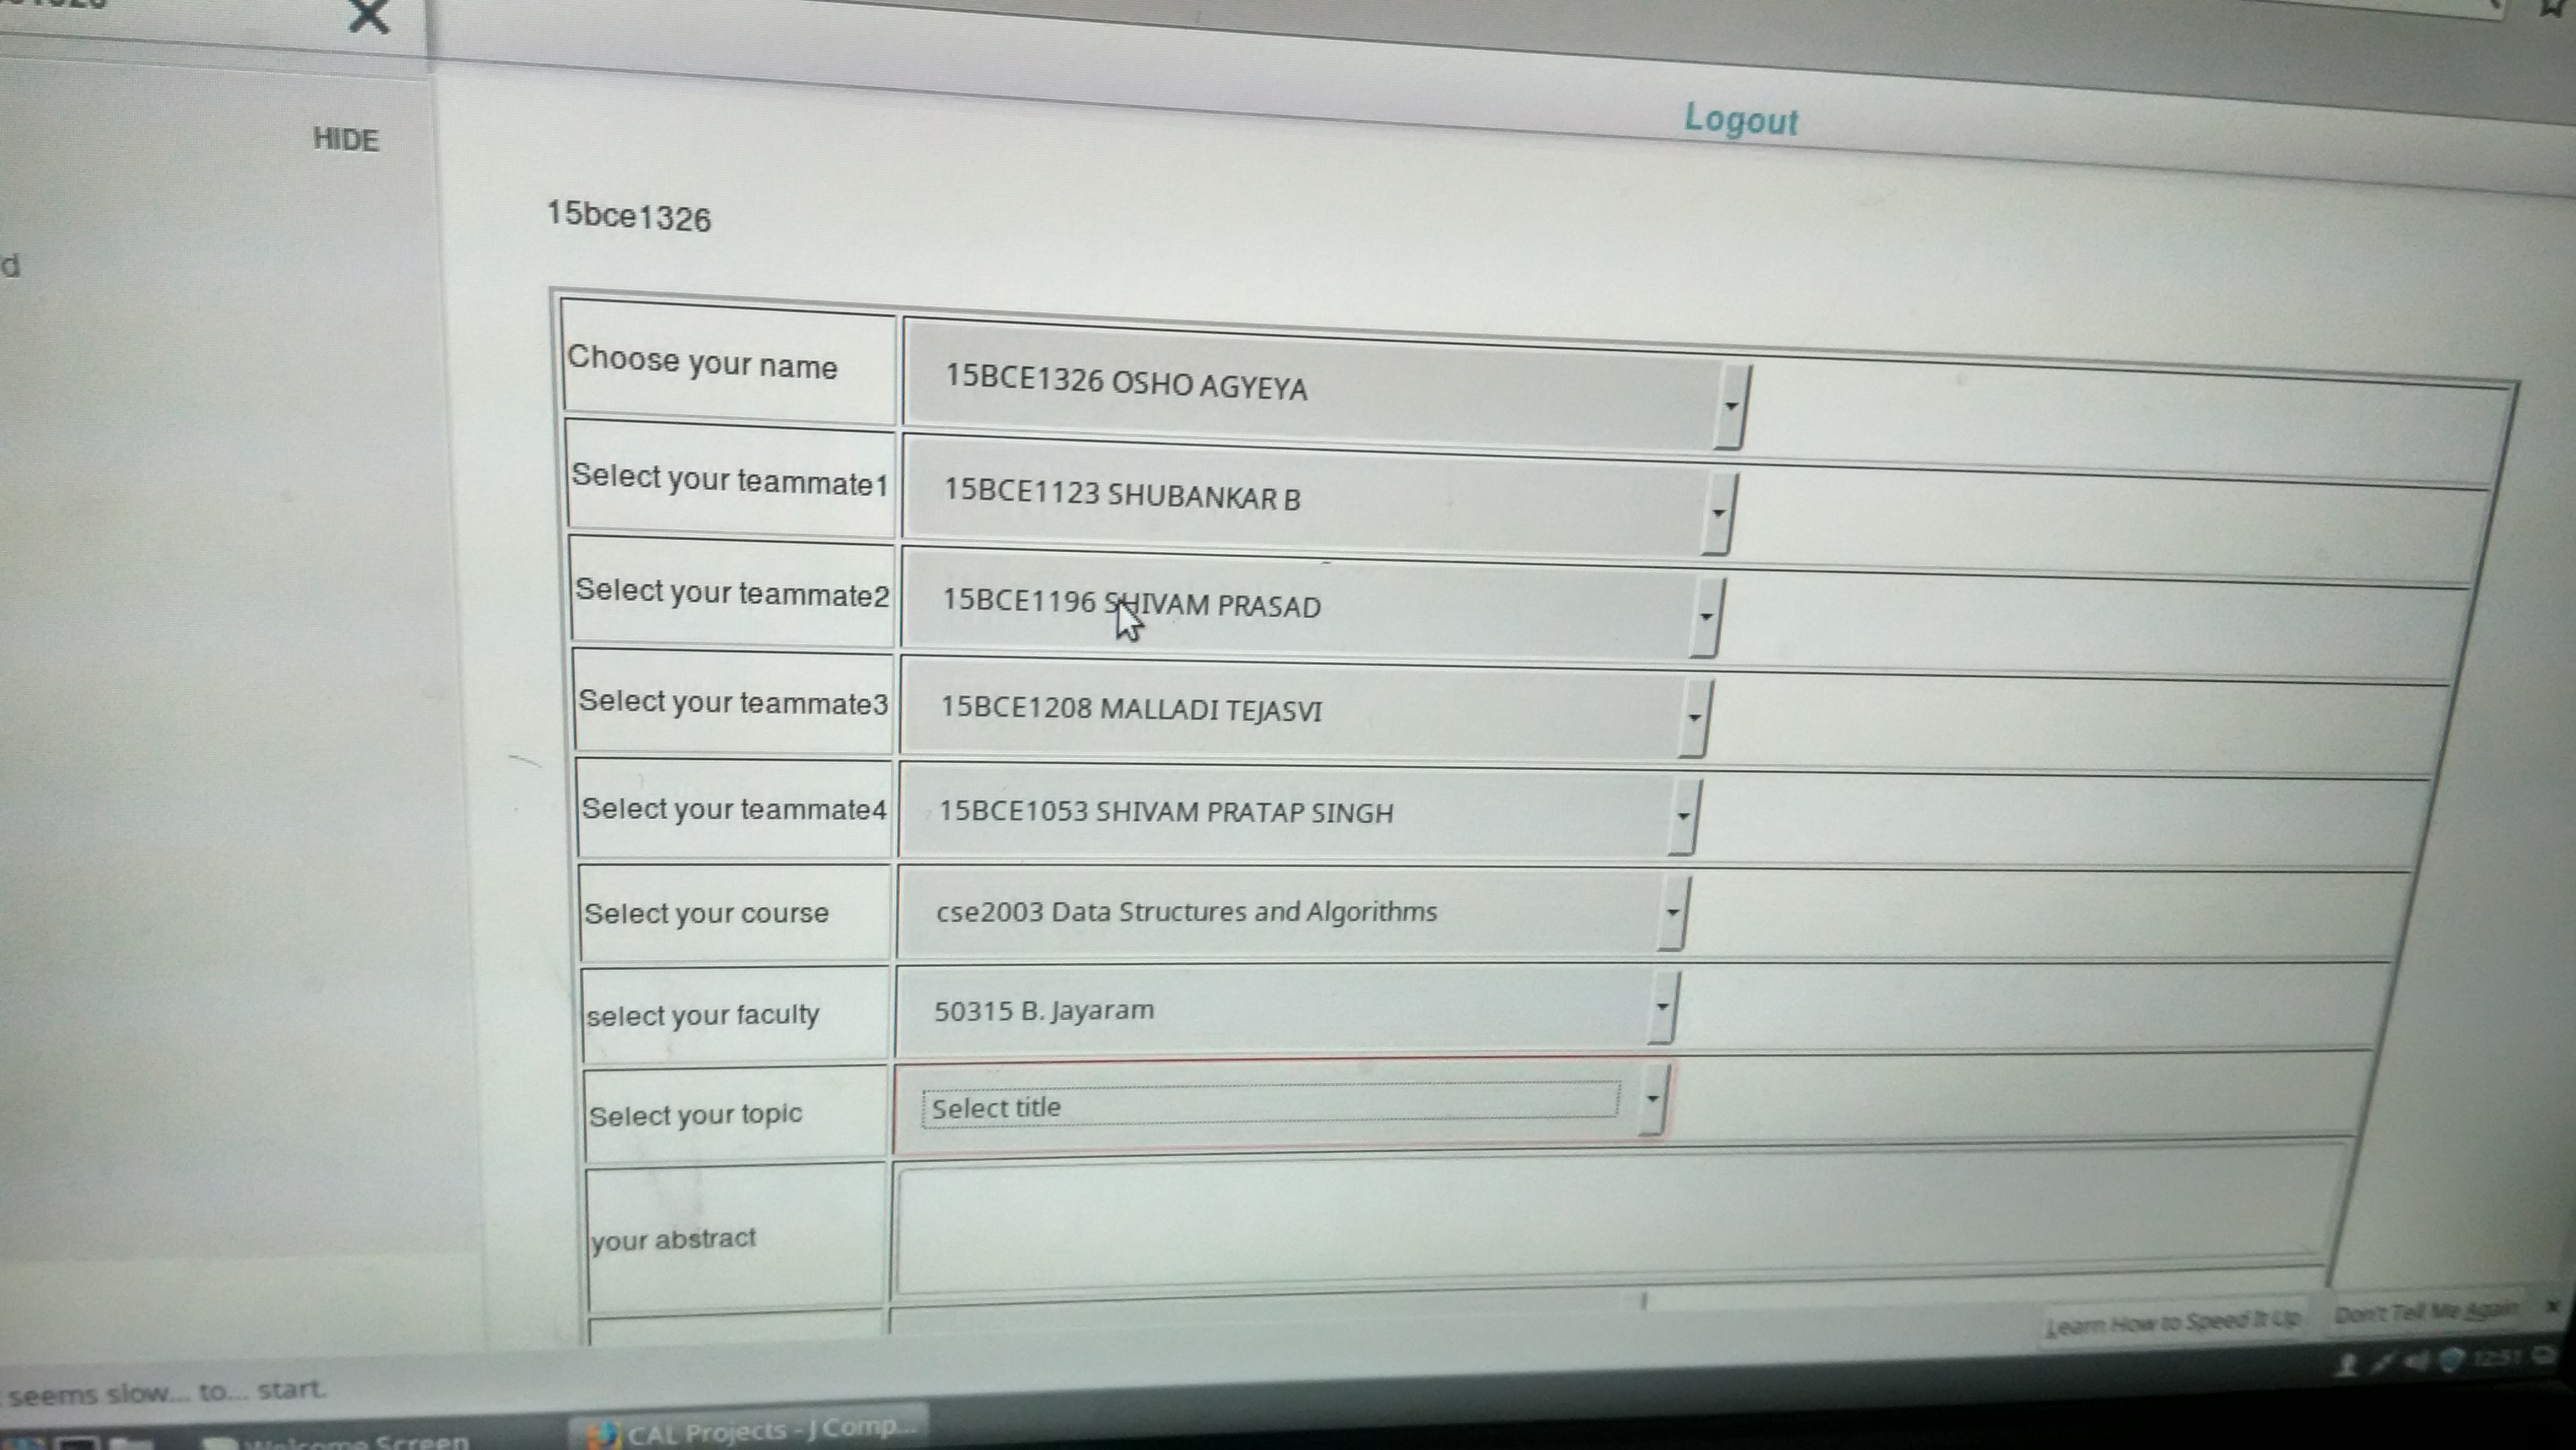 Logout
HIDE
15bce1326
d
Choose your name 15BCE1326 OSHO AGYEYA
Select your teammate1 15BCE1123 SHUBANKAR B
Select your teammate2 15BCE1196 SHIVAM PRASAD
Select your teammate3 15BCE1208 MALLADI TEJASVI
Select your teammate4 15BCE1053 SHIVAM PRATAP SINGH
Select your course cse2003 Data Structures and Algorithms
select your faculty 50315 B. Jayaram
Select your topic Select title
your abstract
Learn How to Speed It Up Don't Tell Me Again x
seems slow... to... start.
12:51
Welcome Screen CAL Projects - J Comp...